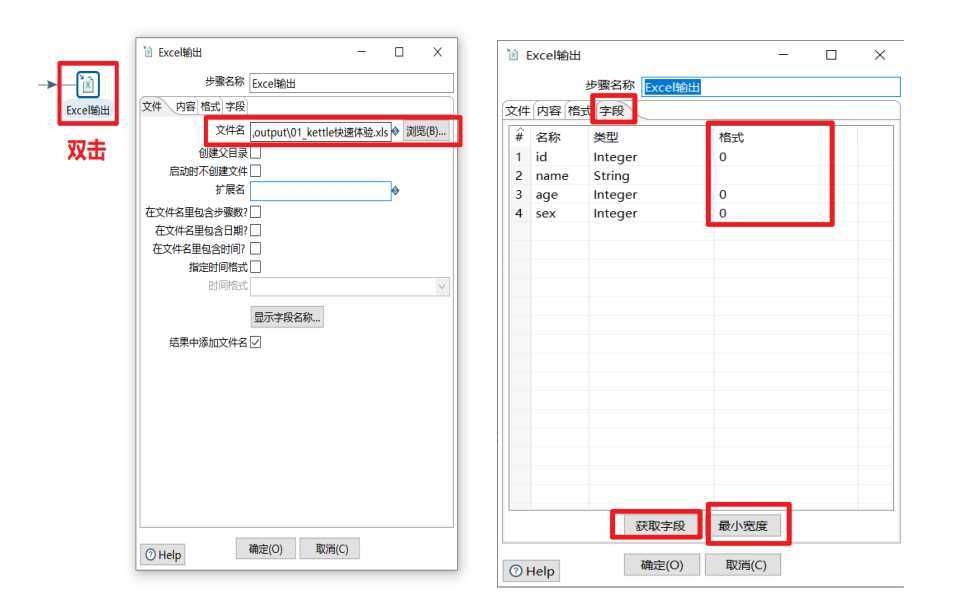 Excel输出
双击
Excel输出
步骤名称 Excel输出
文件 内容 格式 字段
文件名 ,output\01_kettle快速体验.xls 浏览(B)...
创建父目录
启动时不创建文件
扩展名
在文件名里包含步骤数?
在文件名里包含日期?
在文件名里包含时间?
指定时间格式
时间格式
显示字段名称...
结果中添加文件名
Help 确定(O) 取消(C)
Excel输出
步骤名称 Excel输出
文件 内容 格式 字段
# 名称 类型 格式
1 id Integer 0
2 name String
3 age Integer 0
4 sex Integer 0
获取字段 最小宽度
Help 确定(O) 取消(C)